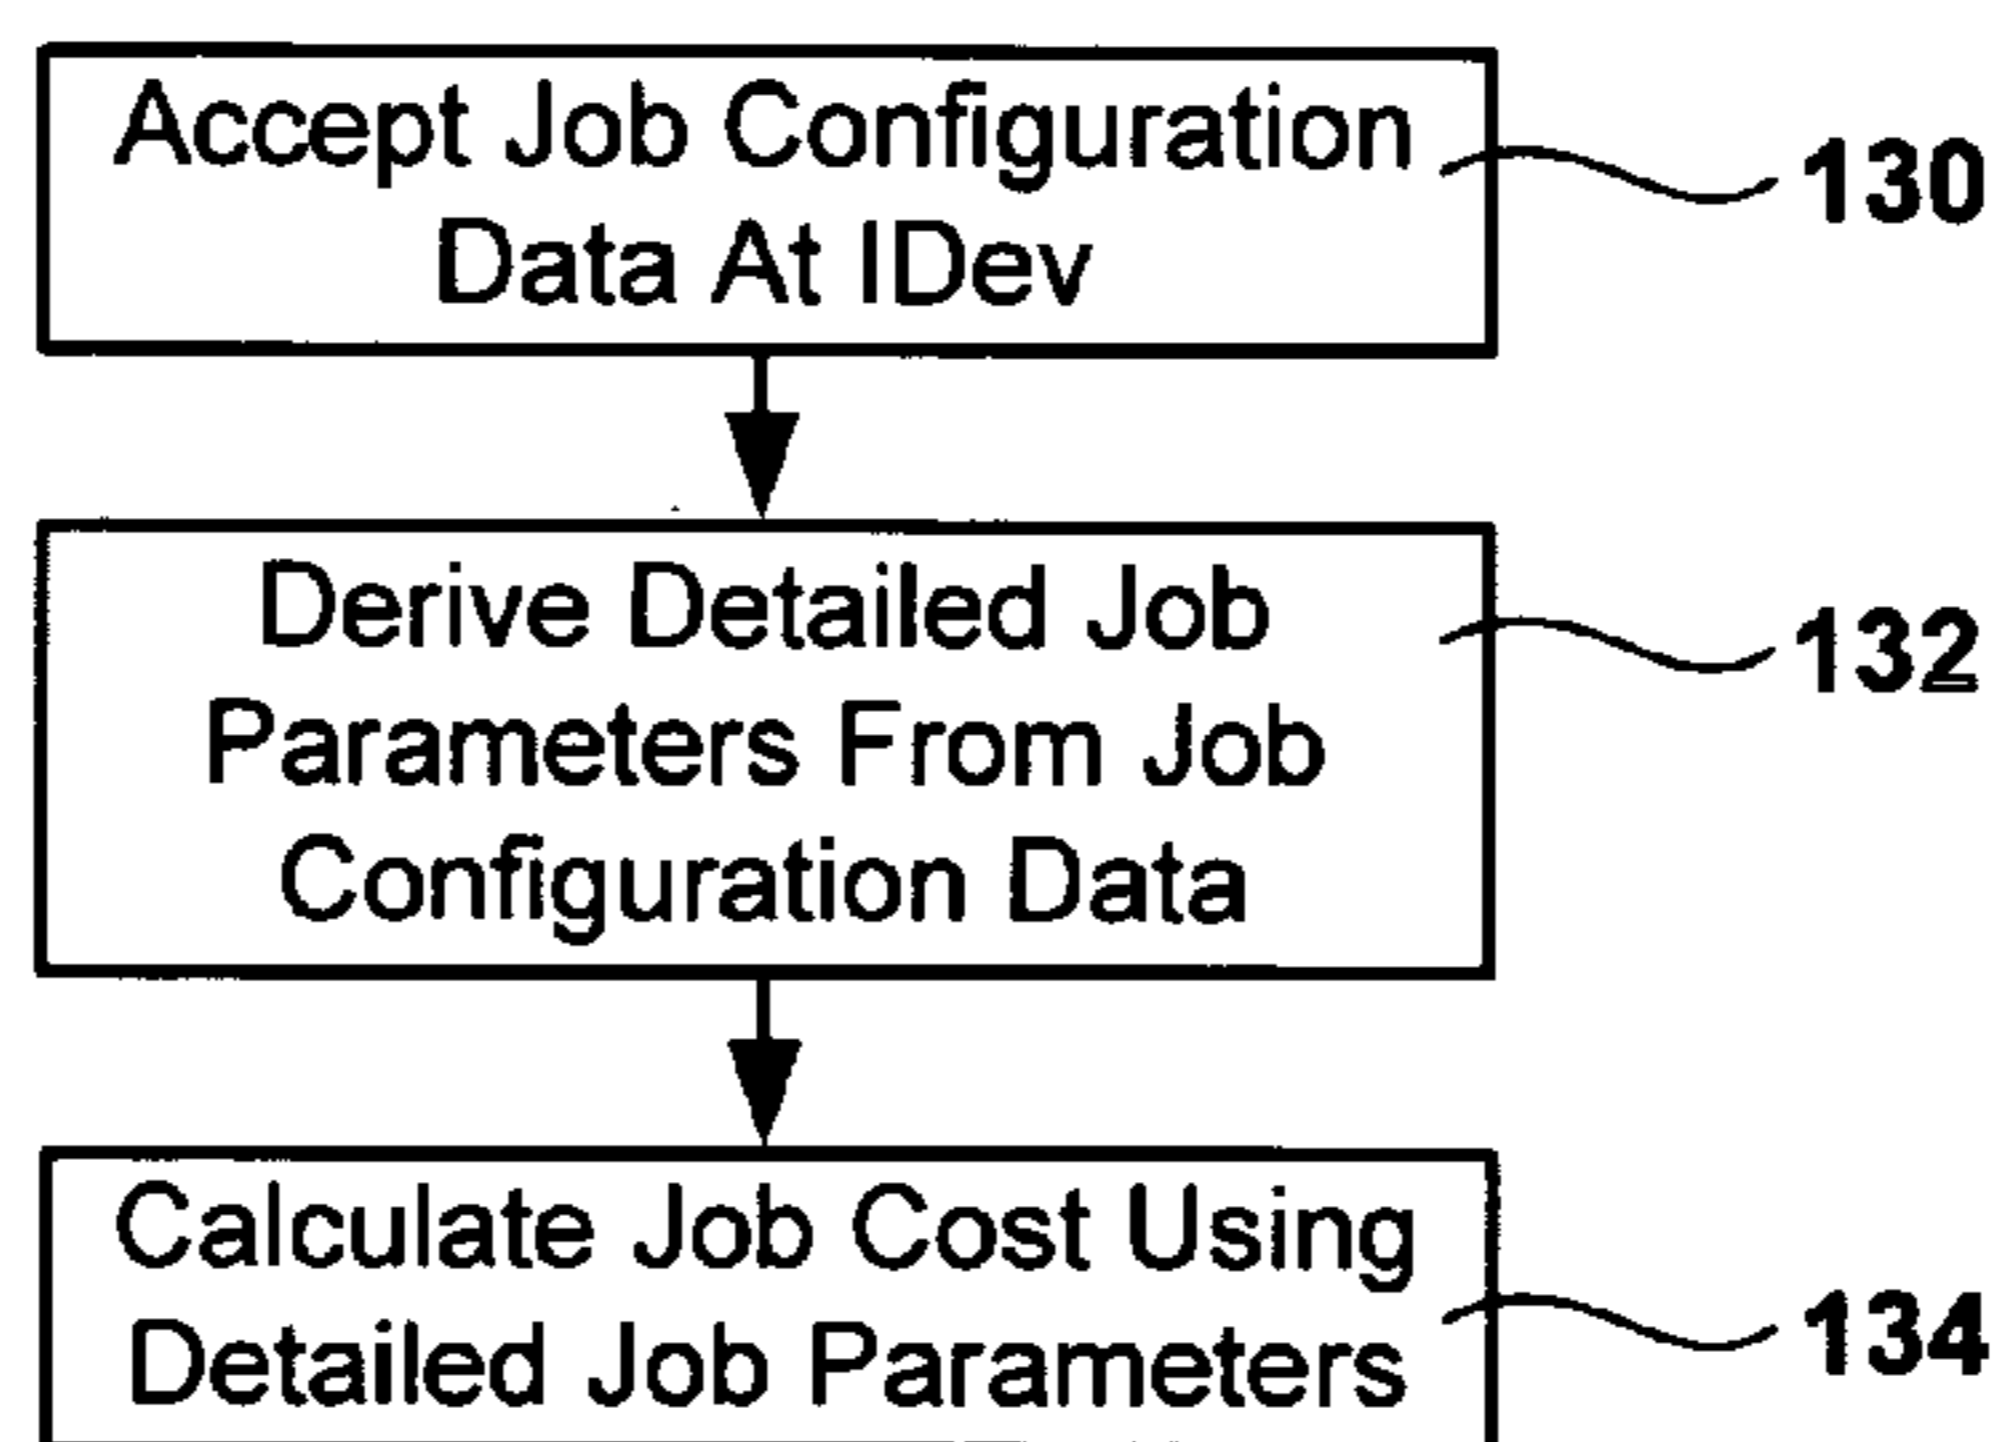 Accept Job Configuration
Data At IDev
130
Derive Detailed Job
Parameters From Job
Configuration Data
132
Calculate Job Cost Using
Detailed Job Parameters
134